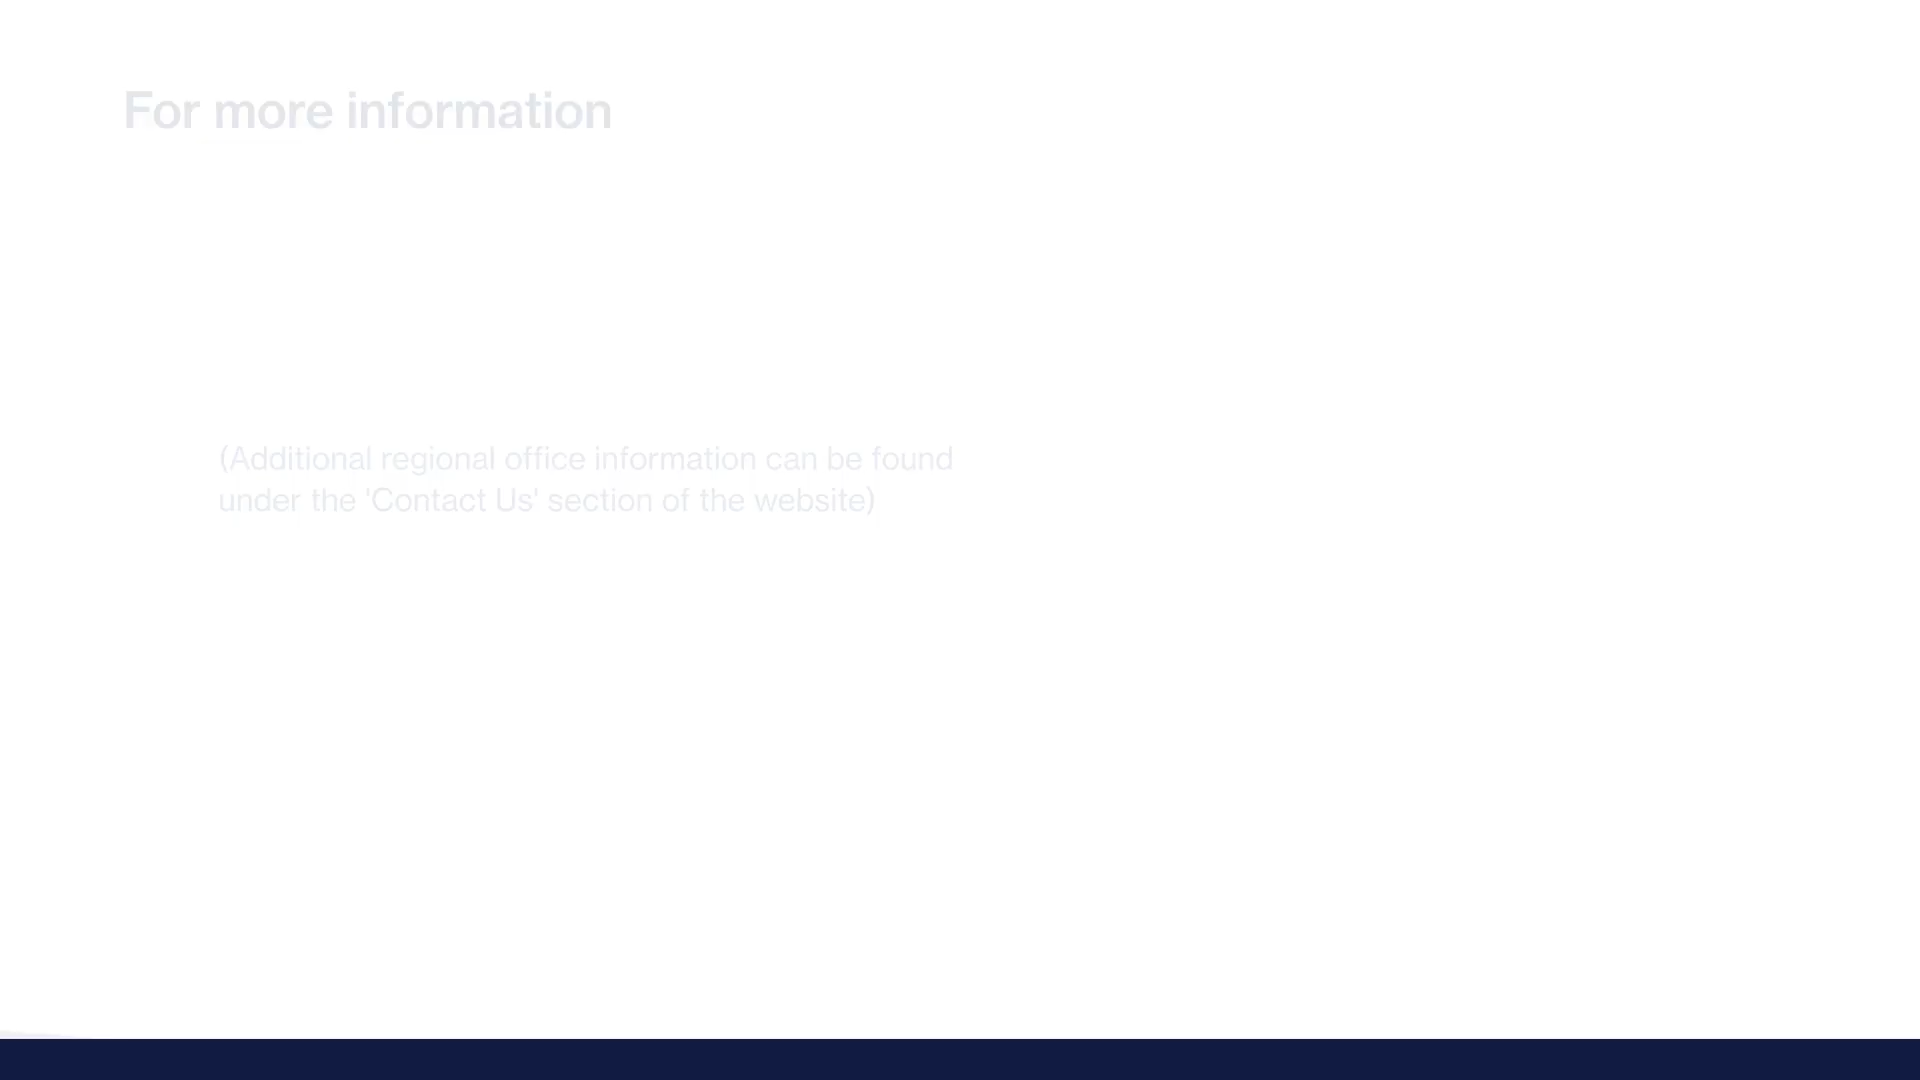 For more information
(Additional regional office information can be found
under the 'Contact Us' section of the website)